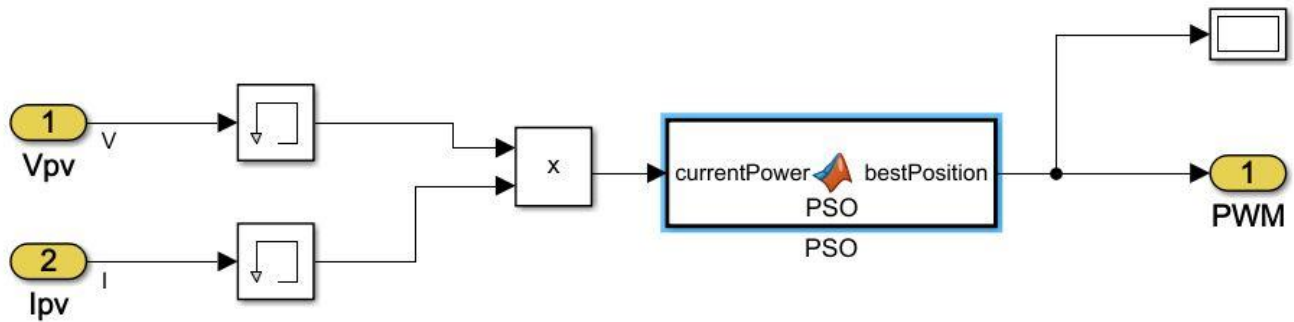 1
V
Vpv
2
I
Ipv
x
currentPower bestPosition
PSO
PSO
1
PWM